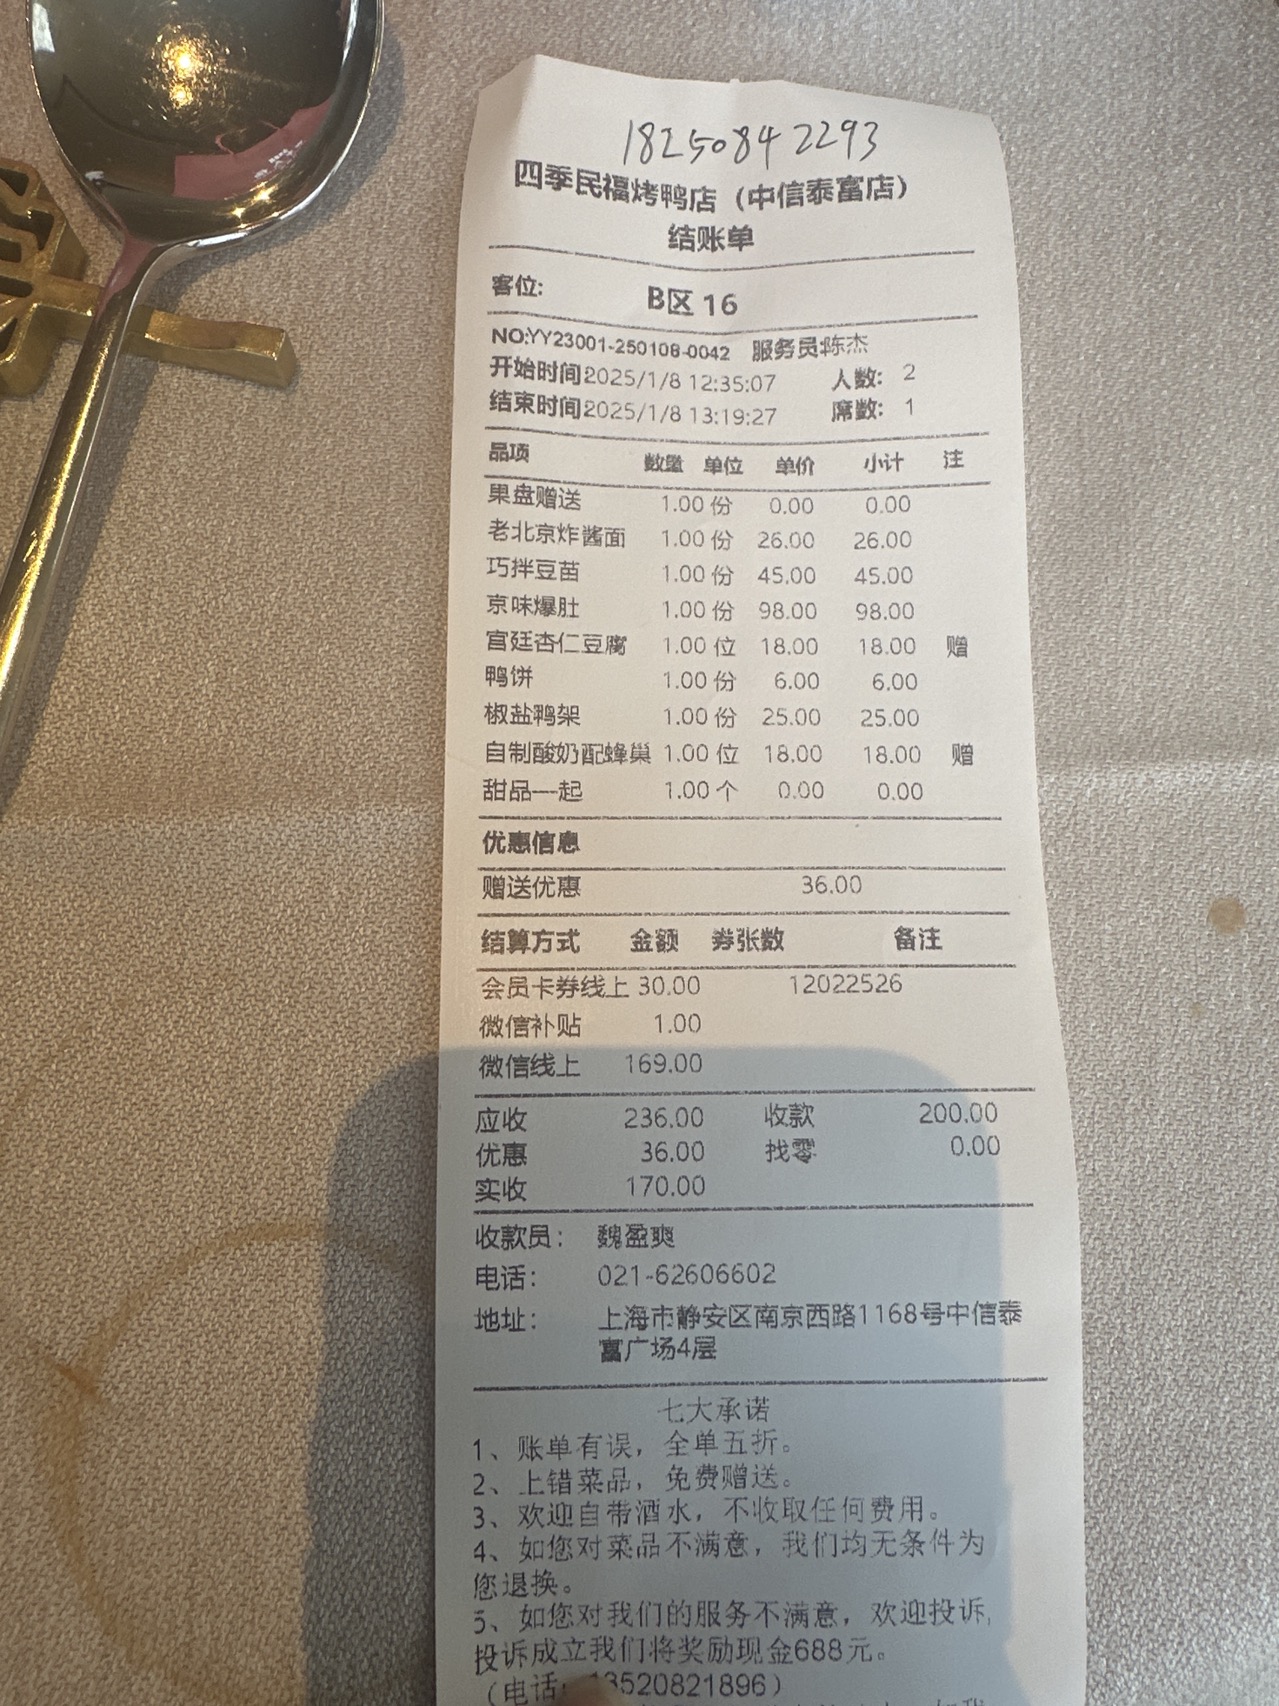 18250842293
四季民福烤鸭店（中信泰富店）
结账单
客位: B区 16
NO:YY23001-250108-0042 服务员:陈杰
开始时间2025/1/8 12:35:07 人数: 2
结束时间2025/1/8 13:19:27 席数: 1
品项 数量 单位 单价 小计 注
果盘赠送 1.00 份 0.00 0.00
老北京炸酱面 1.00 份 26.00 26.00
巧拌豆苗 1.00 份 45.00 45.00
京味爆肚 1.00 份 98.00 98.00
宫廷杏仁豆腐 1.00 位 18.00 18.00 赠
鸭饼 1.00 份 6.00 6.00
椒盐鸭架 1.00 份 25.00 25.00
自制酸奶配蜂巢 1.00 位 18.00 18.00 赠
甜品一起 1.00 个 0.00 0.00
优惠信息
赠送优惠 36.00
结算方式 金额 券张数 备注
会员卡券线上 30.00 12022526
微信补贴 1.00
微信线上 169.00
应收 236.00 收款 200.00
优惠 36.00 找零 0.00
实收 170.00
收款员： 魏盈爽
电话： 021-62606602
地址： 上海市静安区南京西路1168号中信泰
富广场4层
七大承诺
1、账单有误，全单五折。
2、上错菜品，免费赠送。
3、欢迎自带酒水，不收取任何费用。
4、如您对菜品不满意，我们均无条件为
您退换。
5、如您对我们的服务不满意，欢迎投诉，
投诉成立我们将奖励现金688元。
（电话：13520821896）